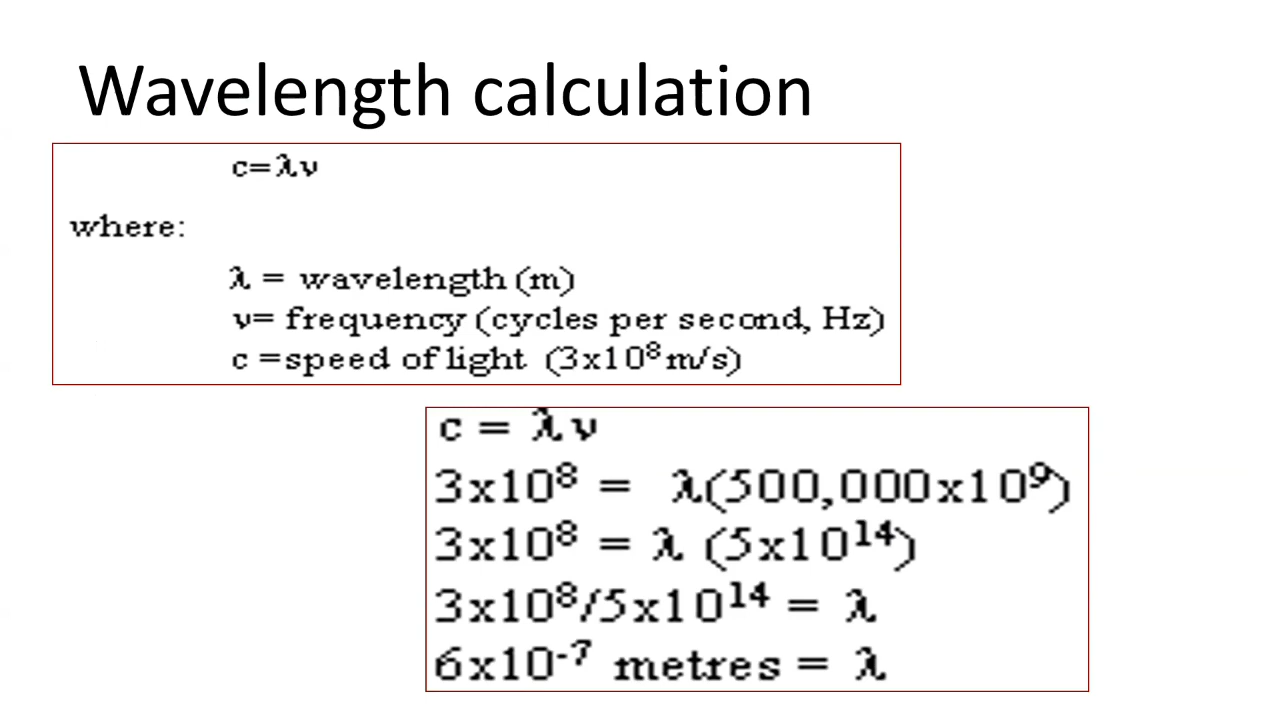 Wavelength calculation
c=λν
where:
λ = wavelength (m)
ν= frequency (cycles per second, Hz)
c =speed of light (3x10⁸ m/s)
c = λν
3x10⁸ = λ(500,000x10⁹)
3x10⁸ = λ (5x10¹⁴)
3x10⁸/5x10¹⁴ = λ
6x10⁻⁷ metres = λ